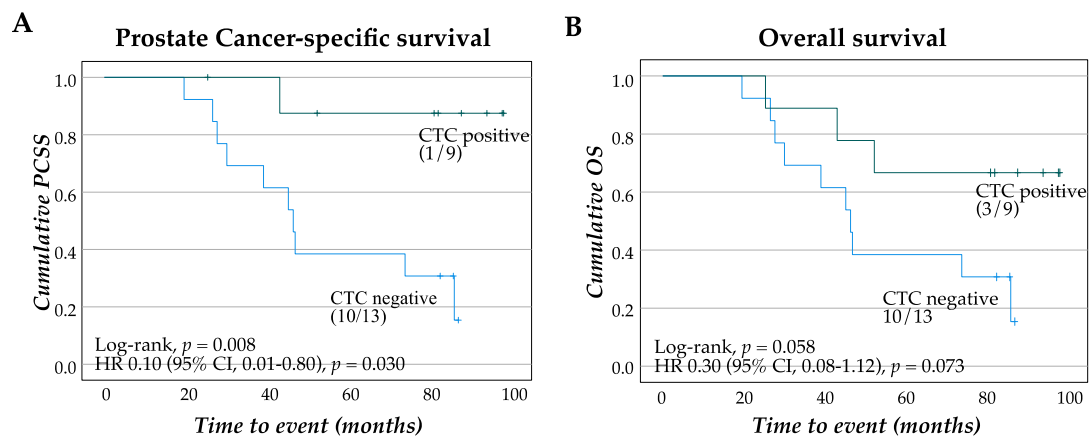 A
Prostate Cancer-specific survival
Cumulative PCSS
1.0
0.8
0.6
0.4
0.2
0.0
CTC positive
(1/9)
CTC negative
(10/13)
Log-rank, p = 0.008
HR 0.10 (95% CI, 0.01-0.80), p = 0.030
0 20 40 60 80 100
Time to event (months)
B
Overall survival
Cumulative OS
1.0
0.8
0.6
0.4
0.2
0.0
CTC positive
(3/9)
CTC negative
10/13
Log-rank, p = 0.058
HR 0.30 (95% CI, 0.08-1.12), p = 0.073
0 20 40 60 80 100
Time to event (months)